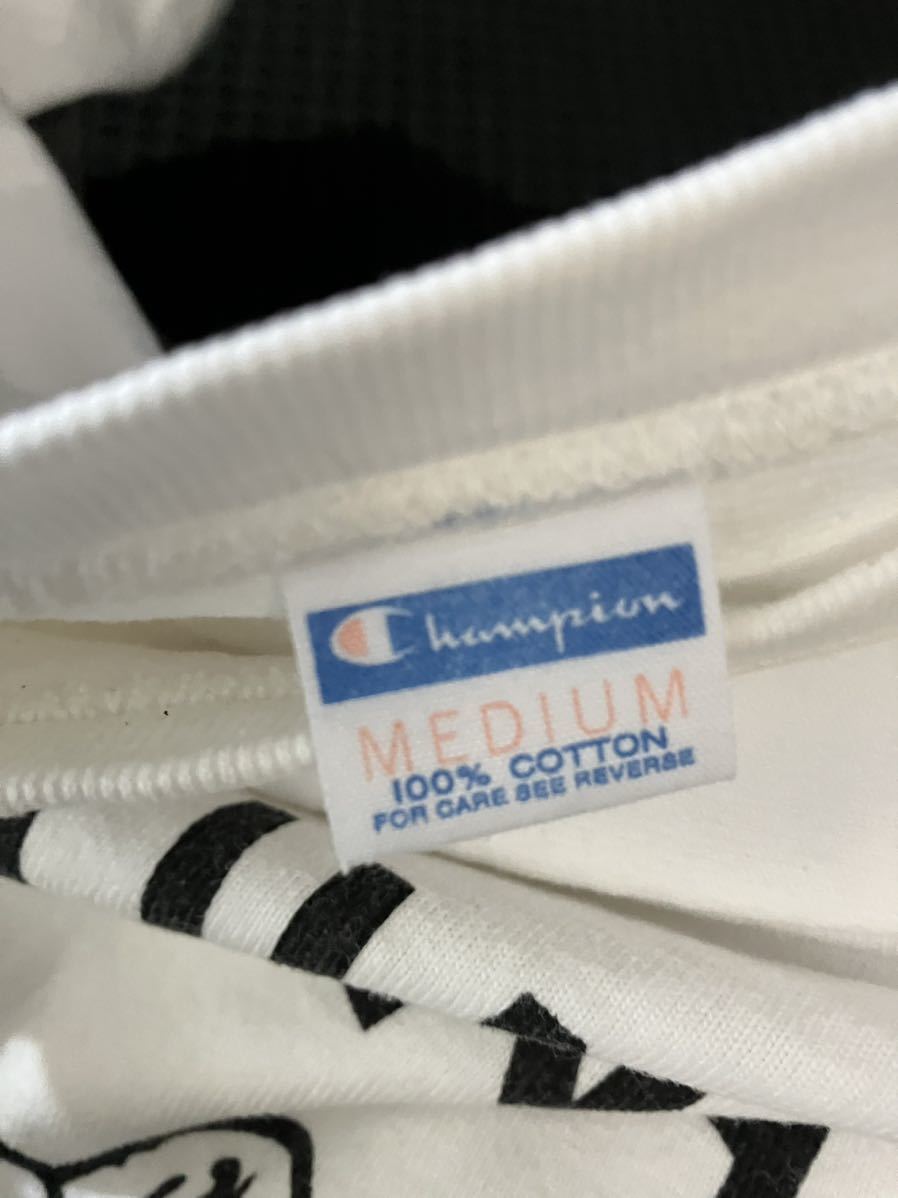 Champion
MEDIUM
100% COTTON
FOR CARE SEE REVERSE